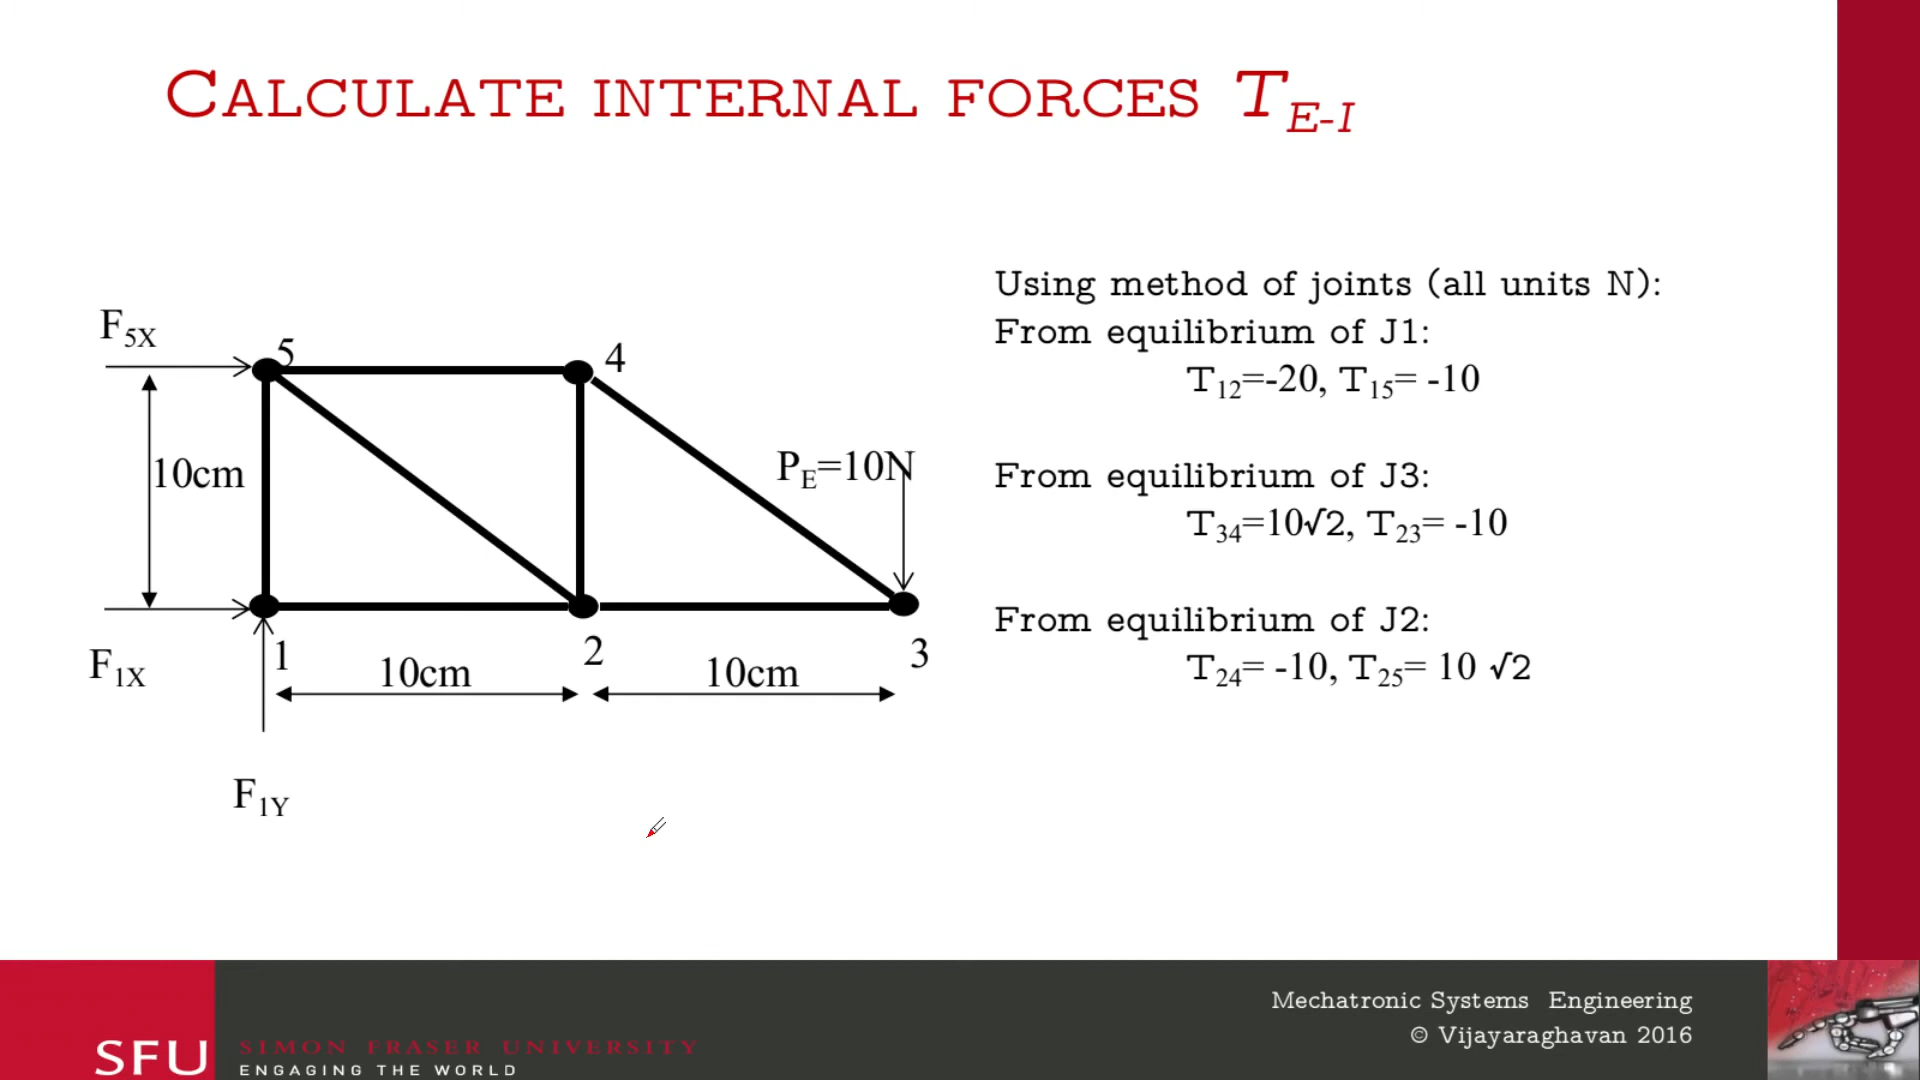 CALCULATE INTERNAL FORCES T_E-I
Using method of joints (all units N):
From equilibrium of J1:
T₁₂=-20, T₁₅= -10
From equilibrium of J3:
T₃₄=10√2, T₂₃= -10
From equilibrium of J2:
T₂₄= -10, T₂₅= 10 √2
F5X
5
4
10cm
P_E=10N
F1X
1
2
3
10cm
10cm
F1Y
Mechatronic Systems Engineering
© Vijayaraghavan 2016
SFU
SIMON FRASER UNIVERSITY
ENGAGING THE WORLD